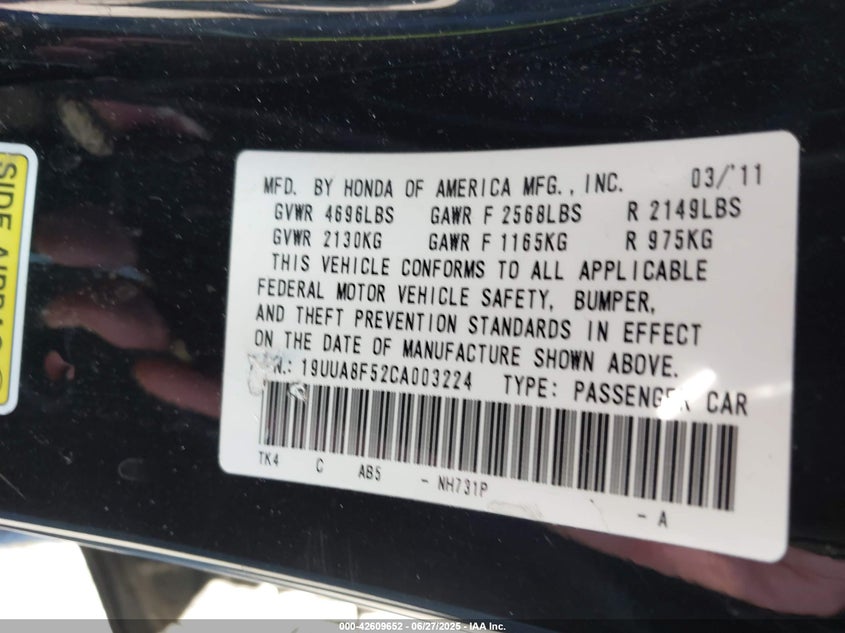 SIDE AIRBAG
MFD. BY HONDA OF AMERICA MFG., INC. 03/'11
GVWR 4696LBS GAWR F 2568LBS R 2149LBS
GVWR 2130KG GAWR F 1165KG R 975KG
THIS VEHICLE CONFORMS TO ALL APPLICABLE
FEDERAL MOTOR VEHICLE SAFETY, BUMPER,
AND THEFT PREVENTION STANDARDS IN EFFECT
ON THE DATE OF MANUFACTURE SHOWN ABOVE.
N.: 19UUA8F52CA003224 TYPE: PASSENGER CAR
TK4 C AB5 - NH731P - A
000-42609652 - 06/27/2025 - IAA Inc.